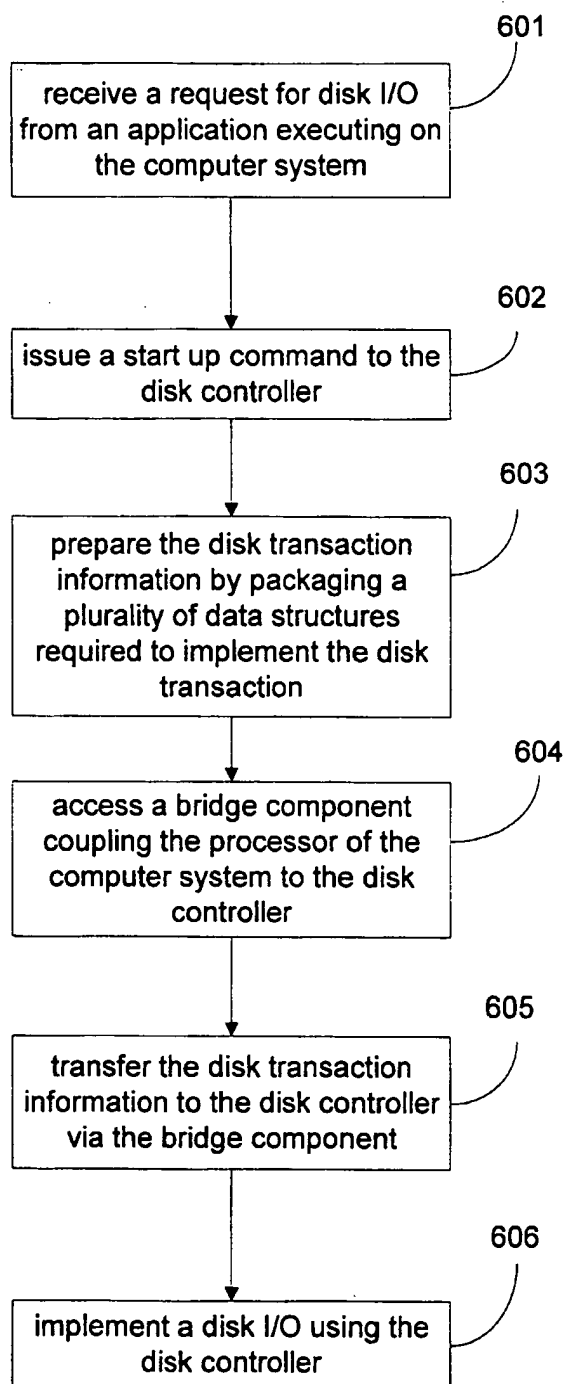 601
receive a request for disk I/O
from an application executing on
the computer system
602
issue a start up command to the
disk controller
603
prepare the disk transaction
information by packaging a
plurality of data structures
required to implement the disk
transaction
604
access a bridge component
coupling the processor of the
computer system to the disk
controller
605
transfer the disk transaction
information to the disk controller
via the bridge component
606
implement a disk I/O using the
disk controller